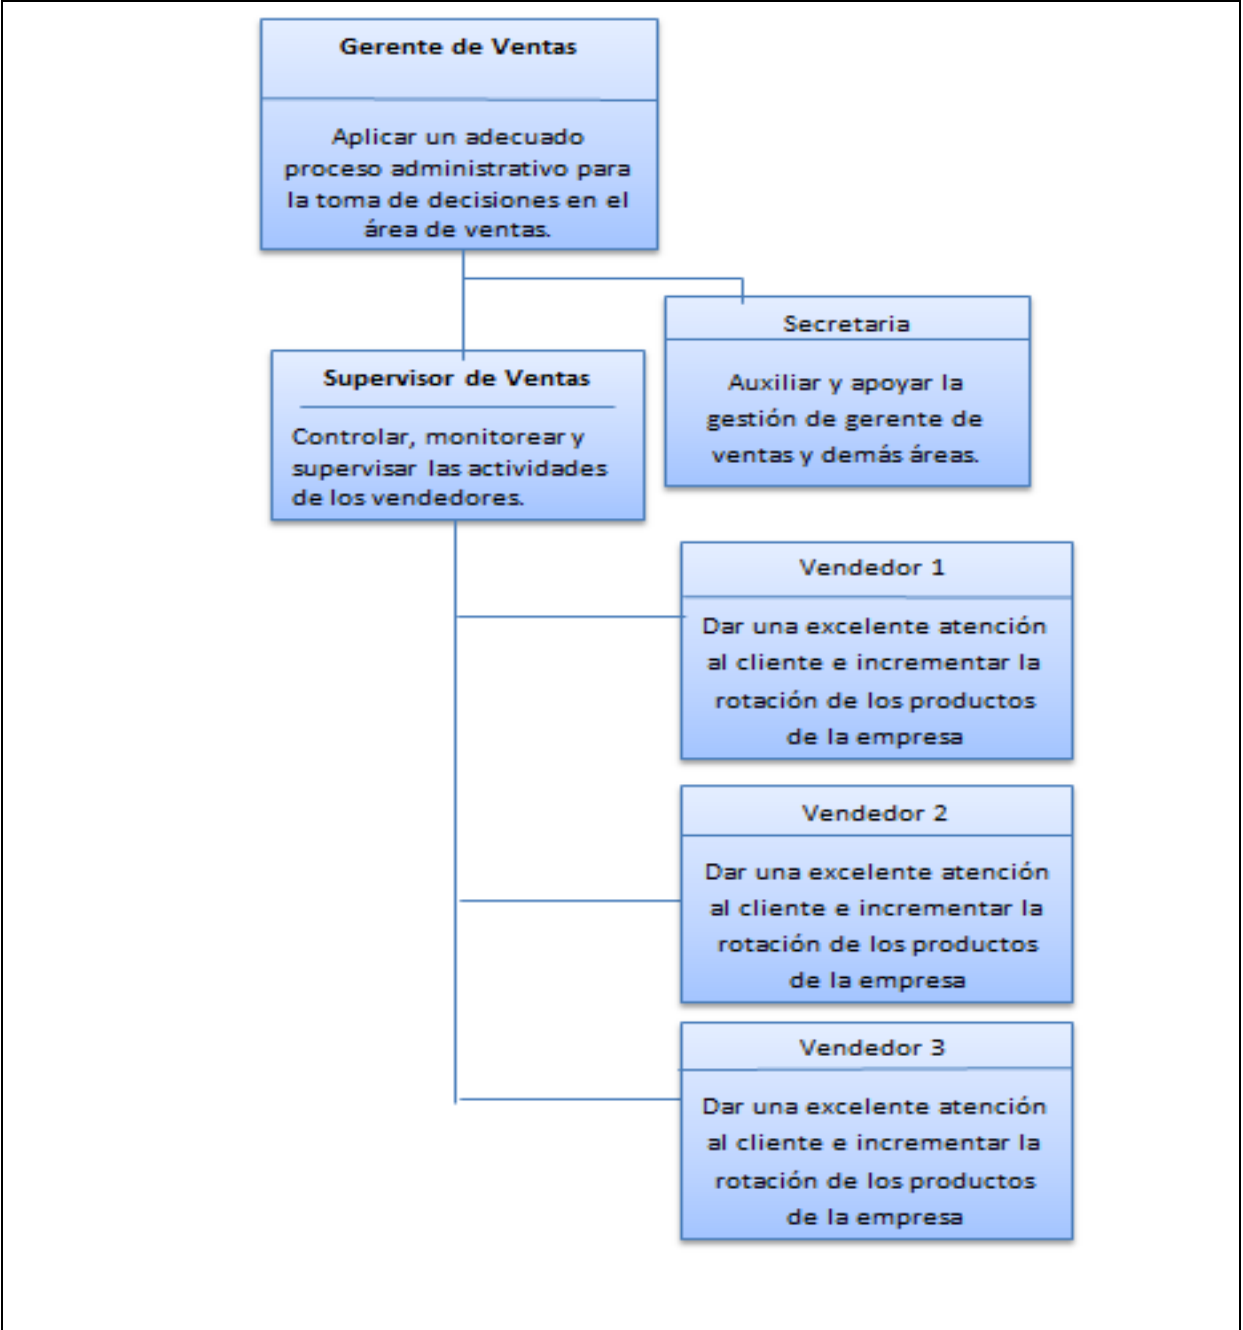 Gerente de Ventas
Aplicar un adecuado
proceso administrativo para
la toma de decisiones en el
área de ventas.
Secretaria
Auxiliar y apoyar la
gestión de gerente de
ventas y demás áreas.
Supervisor de Ventas
Controlar, monitorear y
supervisar las actividades
de los vendedores.
Vendedor 1
Dar una excelente atención
al cliente e incrementar la
rotación de los productos
de la empresa
Vendedor 2
Dar una excelente atención
al cliente e incrementar la
rotación de los productos
de la empresa
Vendedor 3
Dar una excelente atención
al cliente e incrementar la
rotación de los productos
de la empresa